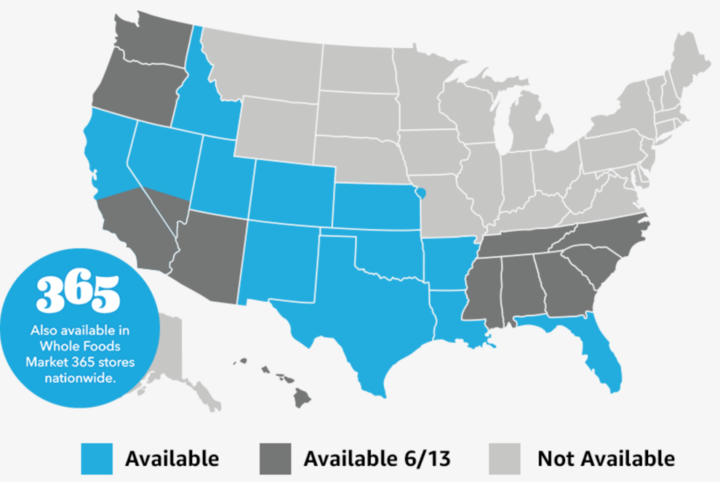 365
Also available in
Whole Foods
Market 365 stores
nationwide.
Available
Available 6/13
Not Available